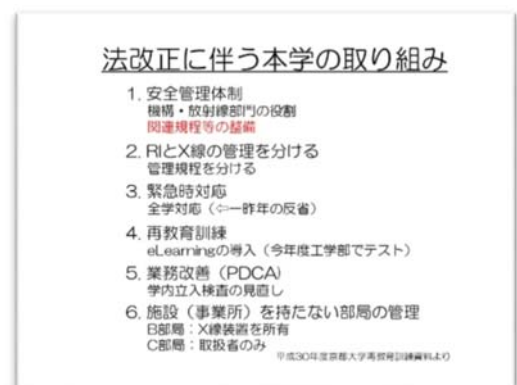 法改正に伴う本学の取り組み
1. 安全管理体制
機構・放射線部門の役割
関連規程等の整備
2. RIとX線の管理を分ける
管理規程を分ける
3. 緊急時対応
全学対応（⇦一昨年の反省）
4. 再教育訓練
eLearningの導入（今年度工学部でテスト）
5. 業務改善（PDCA）
学内立入検査の見直し
6. 施設（事業所）を持たない部局の管理
B部局：X線装置を所有
C部局：取扱者のみ
平成30年度京都大学再教育訓練資料より